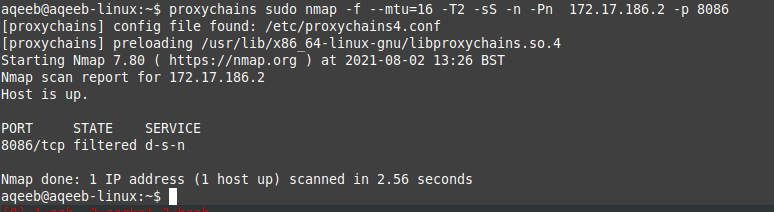 aqeeb@aqeeb-linux:~$ proxychains sudo nmap -f --mtu=16 -T2 -sS -n -Pn  172.17.186.2 -p 8086
[proxychains] config file found: /etc/proxychains4.conf
[proxychains] preloading /usr/lib/x86_64-linux-gnu/libproxychains.so.4
Starting Nmap 7.80 ( https://nmap.org ) at 2021-08-02 13:26 BST
Nmap scan report for 172.17.186.2
Host is up.
PORT     STATE    SERVICE
8086/tcp filtered d-s-n
Nmap done: 1 IP address (1 host up) scanned in 2.56 seconds
aqeeb@aqeeb-linux:~$